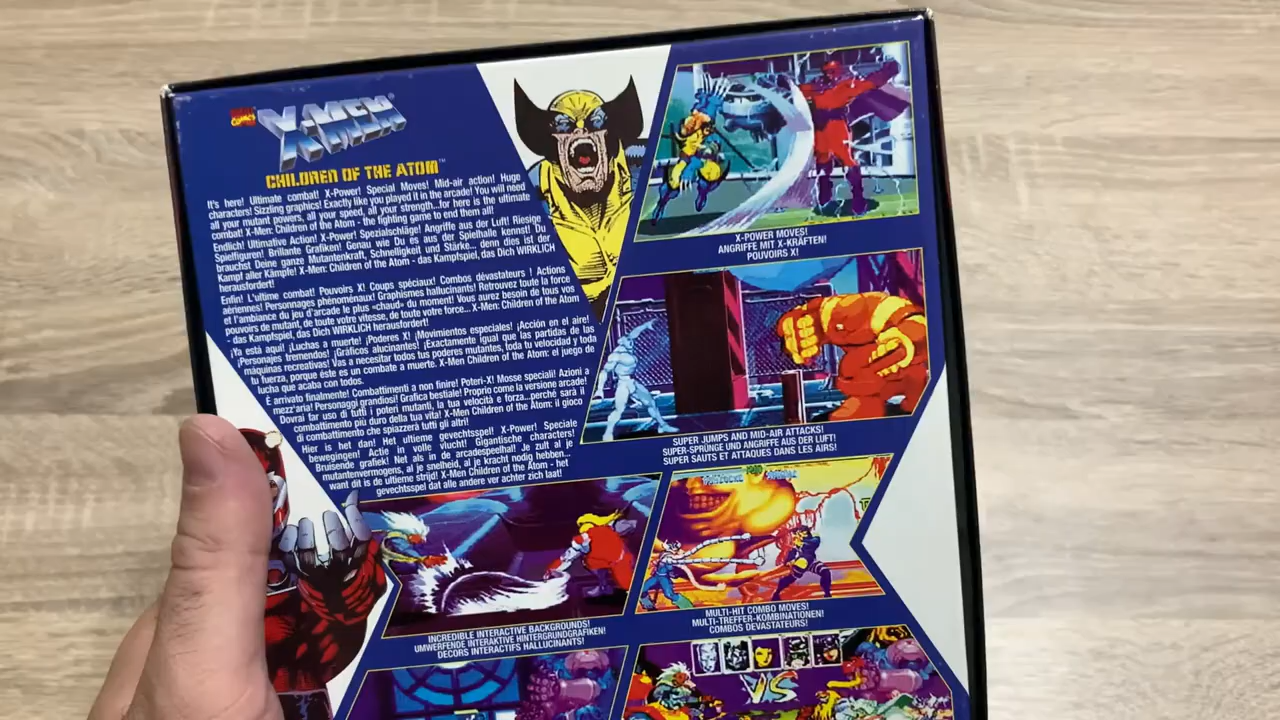 MARVEL COMICS
X-MEN®
CHILDREN OF THE ATOM™
It's here! Ultimate combat! X-Power! Special Moves! Mid-air action! Huge
characters! Sizzling graphics! Exactly like you played it in the arcade! You will need
all your mutant powers, all your speed, all your strength...for here is the ultimate
combat! X-Men: Children of the Atom - the fighting game to end them all!
Endlich! Ultimative Action! X-Power! Spezialschläge! Angriffe aus der Luft! Riesige
Spielfiguren! Brillante Grafiken! Genau wie Du es aus der Spielhalle kennst! Du
brauchst Deine ganze Mutantenkraft, Schnelligkeit und Stärke... denn dies ist der
Kampf aller Kämpfe! X-Men: Children of the Atom - das Kampfspiel, das Dich WIRKLICH
herausfordert!
Enfin! L'ultime combat! Pouvoirs X! Coups spéciaux! Combos dévastateurs ! Actions
aériennes! Personnages phénoménaux! Graphismes hallucinants! Retrouvez toute la force
et l'ambiance du jeu d'arcade le plus «chaud» du moment! Vous aurez besoin de tous vos
pouvoirs de mutant, de toute votre vitesse, de toute votre force... X-Men: Children of the Atom
- das Kampfspiel, das Dich WIRKLICH herausfordert!
¡Ya está aquí! ¡Luchas a muerte! ¡Poderes X! ¡Movimientos especiales! ¡Acción en el aire!
¡Personajes tremendos! ¡Gráficos alucinantes! ¡Exactamente igual que las partidas de las
máquinas recreativas! Vas a necesitar todos tus poderes mutantes, toda tu velocidad y toda
tu fuerza, porque éste es un combate a muerte. X-Men Children of the Atom: el juego de
lucha que acaba con todos.
È arrivato finalmente! Combattimenti a non finire! Poteri-X! Mosse speciali! Azioni a
mezz'aria! Personaggi grandiosi! Grafica bestiale! Proprio come la versione arcade!
Dovrai far uso di tutti i poteri mutanti, la tua velocità e forza...perché sarà il
combattimento più duro della tua vita! X-Men Children of the Atom: il gioco
di combattimento che spiazzerà tutti gli altri!
Hier is het dan! Het ultieme gevechtsspel! X-Power! Speciale
bewegingen! Actie in volle vlucht! Gigantische characters!
Bruisende grafiek! Net als in de arcadespeelhal! Je zult al je
mutantenvermogens, al je snelheid, al je kracht nodig hebben...
want dit is de ultieme strijd! X-Men Children of the Atom - het
gevechtsspel dat alle andere ver achter zich laat!
X-POWER MOVES!
ANGRIFFE MIT X-KRÄFTEN!
POUVOIRS X!
SUPER JUMPS AND MID-AIR ATTACKS!
SUPER-SPRÜNGE UND ANGRIFFE AUS DER LUFT!
SUPER SAUTS ET ATTAQUES DANS LES AIRS!
INCREDIBLE INTERACTIVE BACKGROUNDS!
UMWERFENDE INTERAKTIVE HINTERGRUNDGRAFIKEN!
DECORS INTERACTIFS HALLUCINANTS!
MULTI-HIT COMBO MOVES!
MULTI-TREFFER-KOMBINATIONEN!
COMBOS DEVASTATEURS!
VS